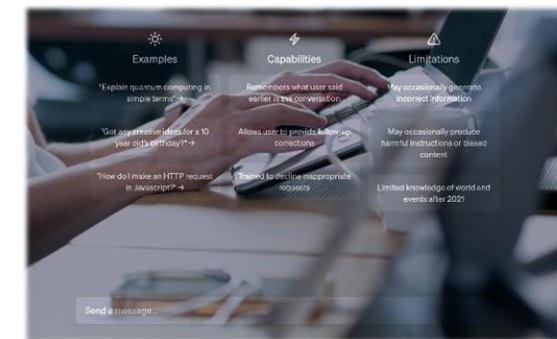 Examples
Capabilities
Limitations
"Explain quantum computing in
simple terms" →
Remembers what user said
earlier in the conversation
May occasionally generate
incorrect information
"Got any creative ideas for a 10
year old's birthday?" →
Allows user to provide follow-up
corrections
May occasionally produce
harmful instructions or biased
content
"How do I make an HTTP request
in Javascript?" →
Trained to decline inappropriate
requests
Limited knowledge of world and
events after 2021
Send a message...